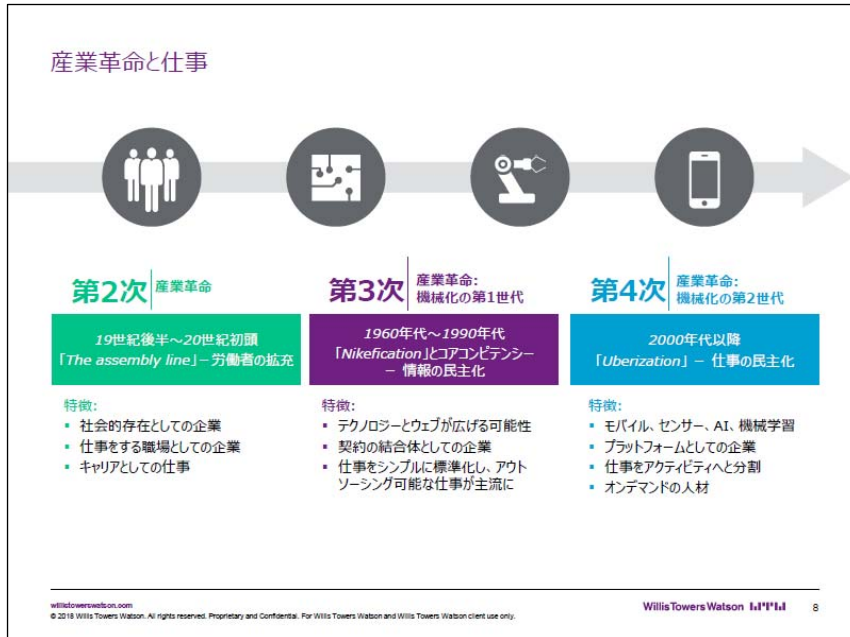 産業革命と仕事
第2次 産業革命
19世紀後半～20世紀初頭
「The assembly line」－労働者の拡充
特徴:
▪ 社会的存在としての企業
▪ 仕事をする職場としての企業
▪ キャリアとしての仕事
第3次 産業革命:
機械化の第1世代
1960年代～1990年代
「Nikefication」とコアコンピテンシー
－ 情報の民主化
特徴:
▪ テクノロジーとウェブが広げる可能性
▪ 契約の結合体としての企業
▪ 仕事をシンプルに標準化し、アウト
ソーシング可能な仕事が主流に
第4次 産業革命:
機械化の第2世代
2000年代以降
「Uberization」 － 仕事の民主化
特徴:
▪ モバイル、センサー、AI、機械学習
▪ プラットフォームとしての企業
▪ 仕事をアクティビティへと分割
▪ オンデマンドの人材
willistowerswatson.com
© 2018 Willis Towers Watson. All rights reserved. Proprietary and Confidential. For Willis Towers Watson and Willis Towers Watson client use only.
Willis Towers Watson
8